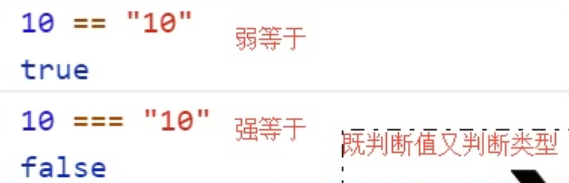 10 == "10" 弱等于
true
10 === "10" 强等于
既判断值又判断类型
false